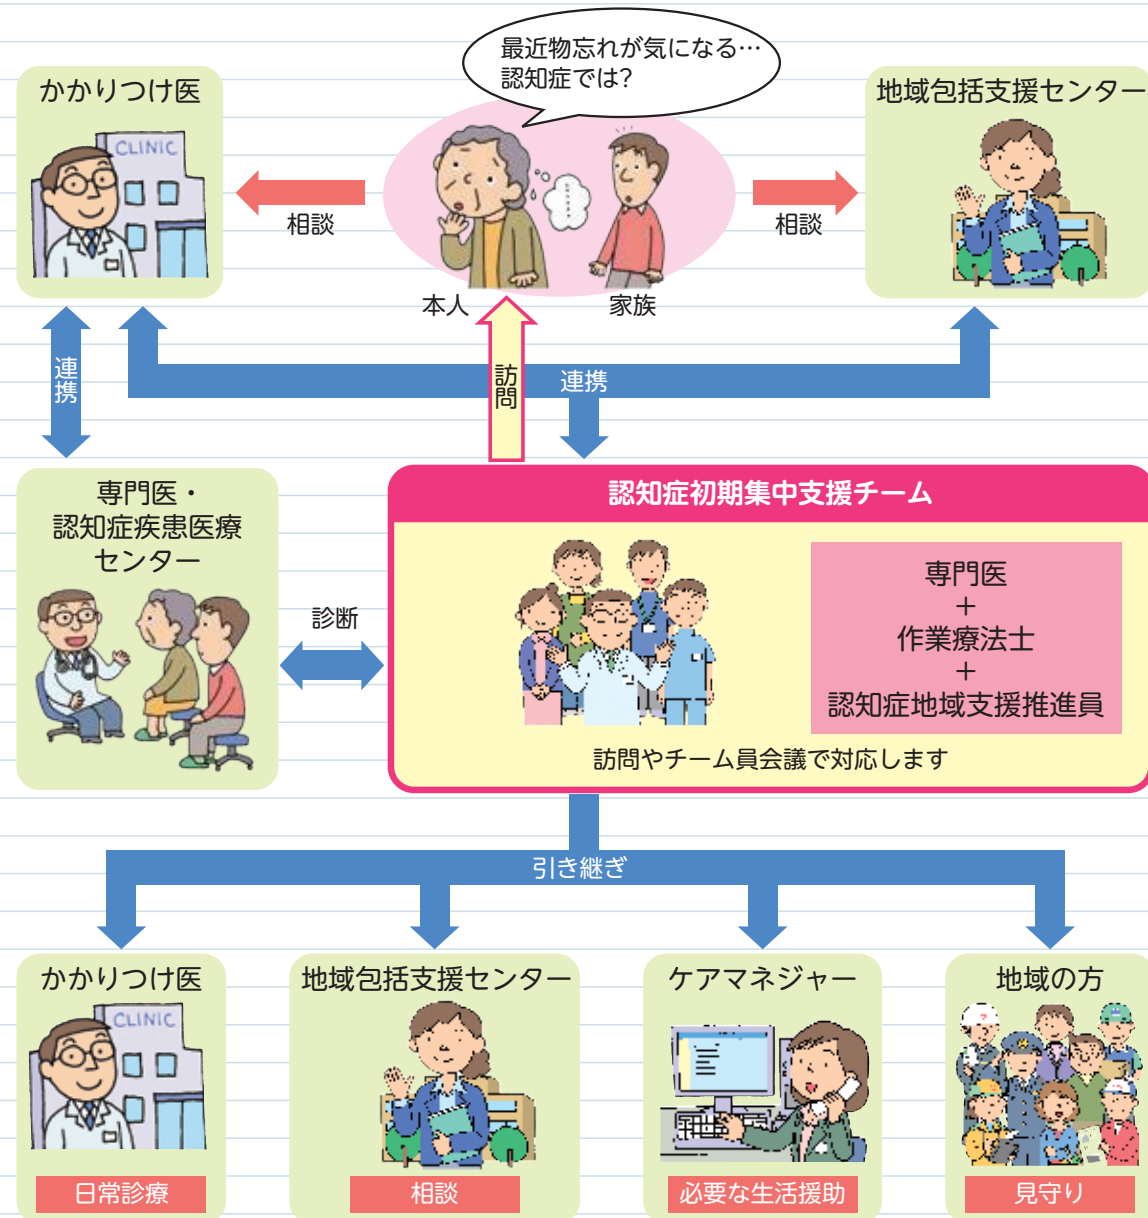 最近物忘れが気になる…
認知症では?
かかりつけ医
CLINIC
地域包括支援センター
相談
相談
本人
家族
連携
訪問
連携
専門医・
認知症疾患医療
センター
診断
認知症初期集中支援チーム
専門医
+
作業療法士
+
認知症地域支援推進員
訪問やチーム員会議で対応します
引き継ぎ
かかりつけ医
CLINIC
日常診療
地域包括支援センター
相談
ケアマネジャー
必要な生活援助
地域の方
見守り